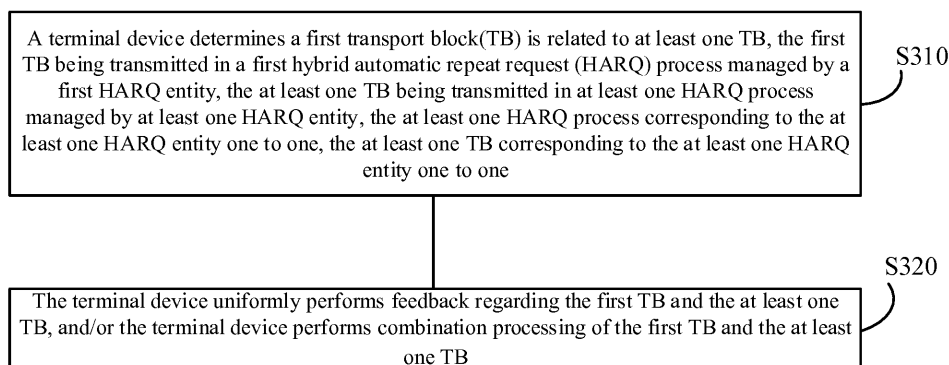 A terminal device determines a first transport block(TB) is related to at least one TB, the first
TB being transmitted in a first hybrid automatic repeat request (HARQ) process managed by a
first HARQ entity, the at least one TB being transmitted in at least one HARQ process
managed by at least one HARQ entity, the at least one HARQ process corresponding to the at
least one HARQ entity one to one, the at least one TB corresponding to the at least one HARQ
entity one to one
S310
S320
The terminal device uniformly performs feedback regarding the first TB and the at least one
TB, and/or the terminal device performs combination processing of the first TB and the at least
one TB